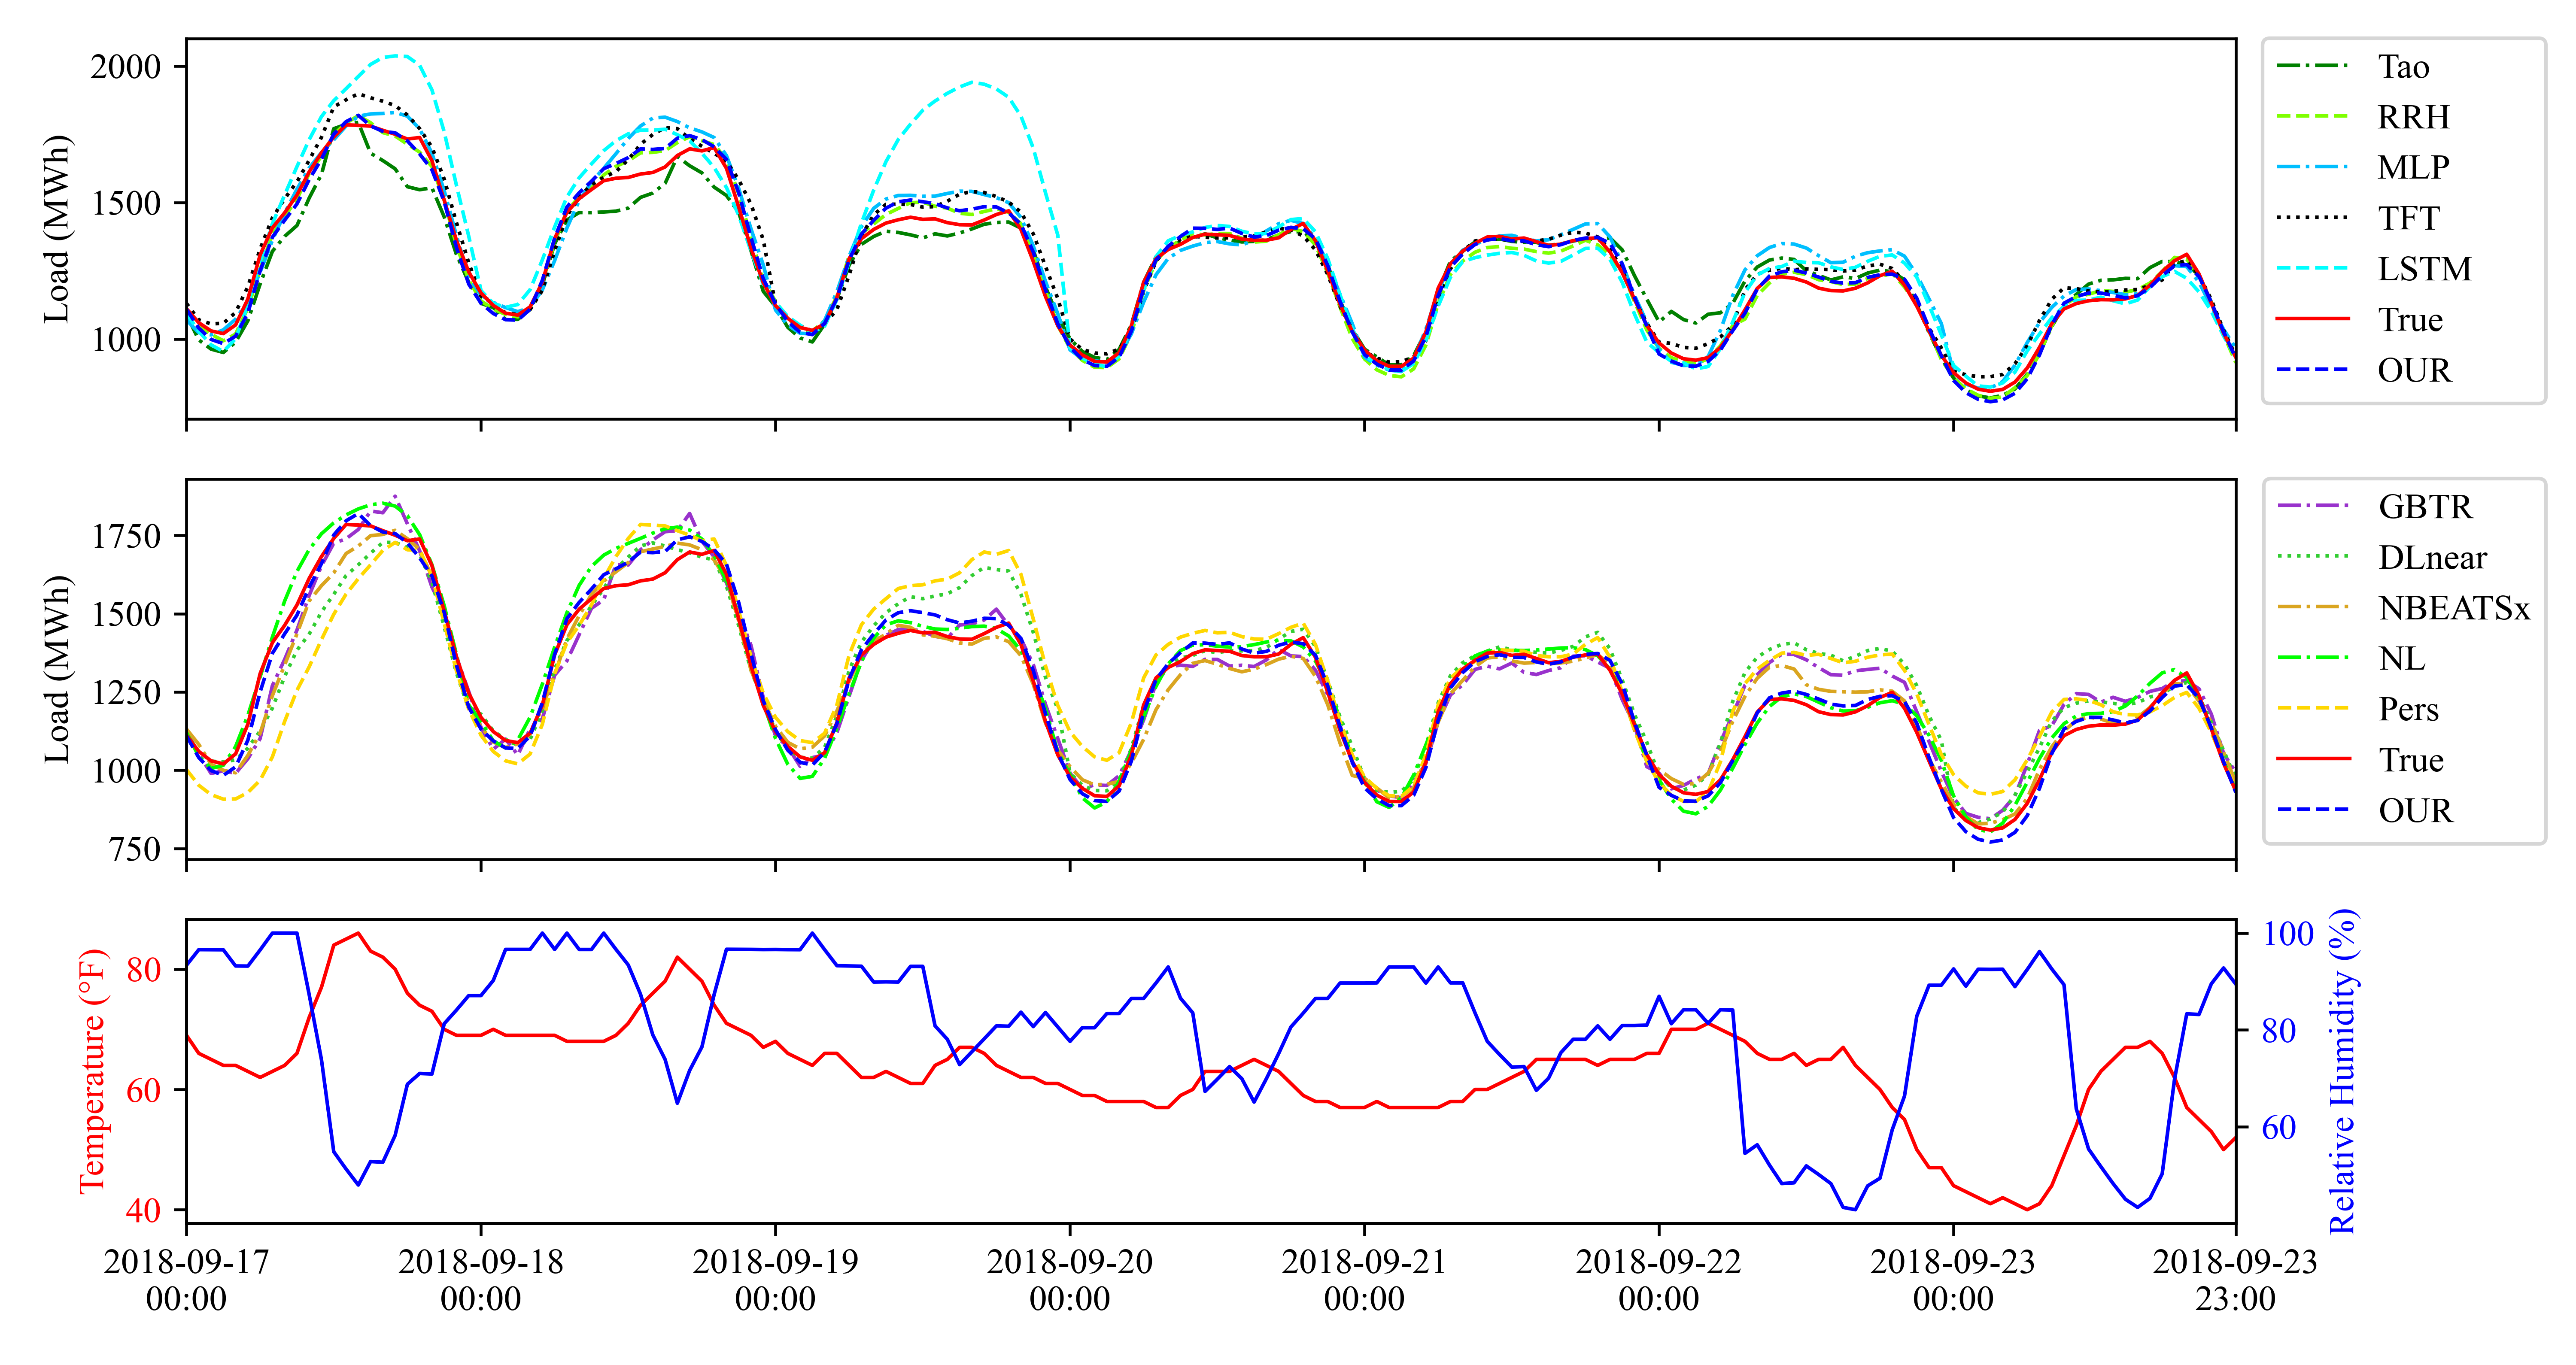 Load (MWh)
2000
1500
1000
Tao
RRH
MLP
TFT
LSTM
True
OUR
Load (MWh)
1750
1500
1250
1000
750
GBTR
DLnear
NBEATSx
NL
Pers
True
OUR
Temperature (°F)
80
60
40
100
80
60
Relative Humidity (%)
2018-09-17 2018-09-18 2018-09-19 2018-09-20 2018-09-21 2018-09-22 2018-09-23 2018-09-23
00:00 00:00 00:00 00:00 00:00 00:00 00:00 23:00